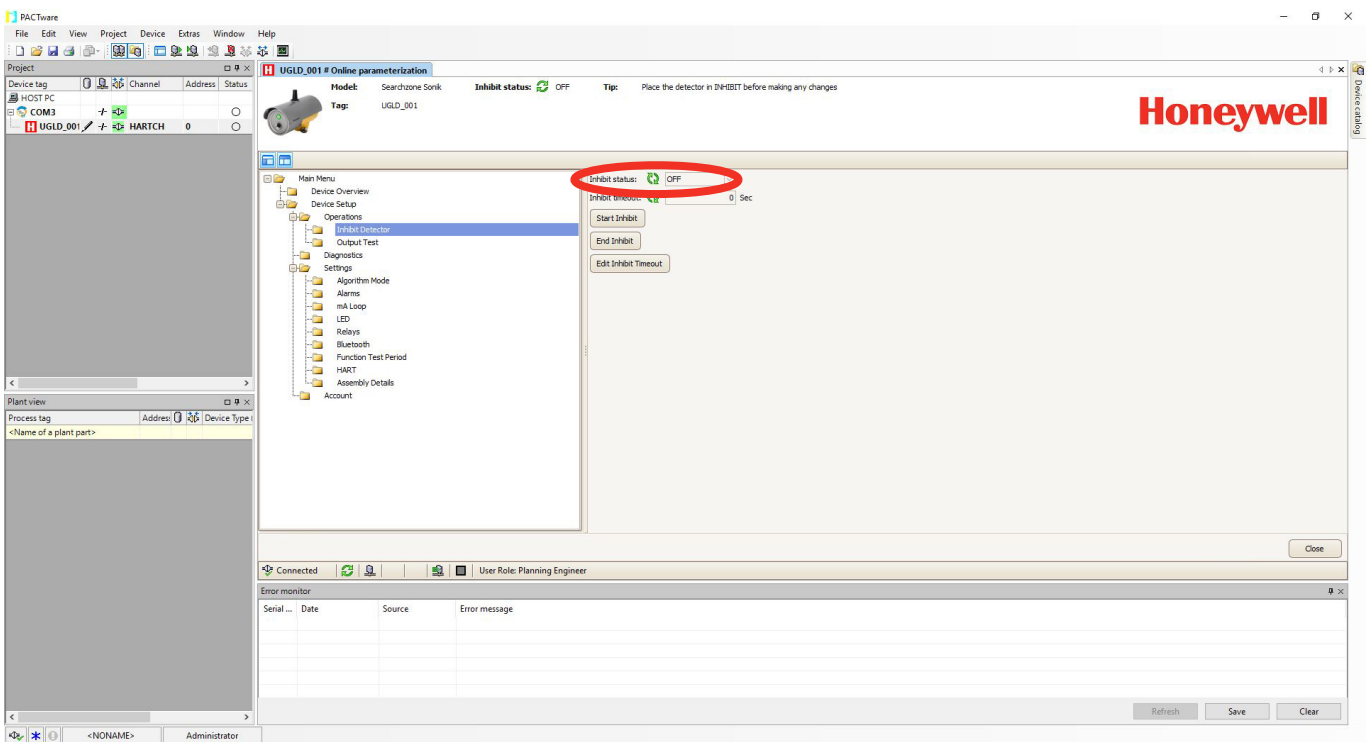 PACTware
File Edit View Project Device Extras Window Help
Project
Device tag Channel Address Status
HOST PC
COM3
UGLD_001 HARTCH 0
Plant view
Process tag Address Device Type
<Name of a plant part>
UGLD_001 # Online parameterization
Model: Searchzone Sonik Inhibit status: OFF Tip: Place the detector in INHIBIT before making any changes
Tag: UGLD_001
Honeywell
Device catalog
Main Menu
Device Overview
Device Setup
Operations
Inhibit Detector
Output Test
Diagnostics
Settings
Algorithm Mode
Alarms
mA Loop
LED
Relays
Bluetooth
Function Test Period
HART
Assembly Details
Account
Inhibit status: OFF
Inhibit timeout: 0 Sec
Start Inhibit
End Inhibit
Edit Inhibit Timeout
Close
Connected User Role: Planning Engineer
Error monitor
Serial ... Date Source Error message
Refresh Save Clear
<NONAME> Administrator